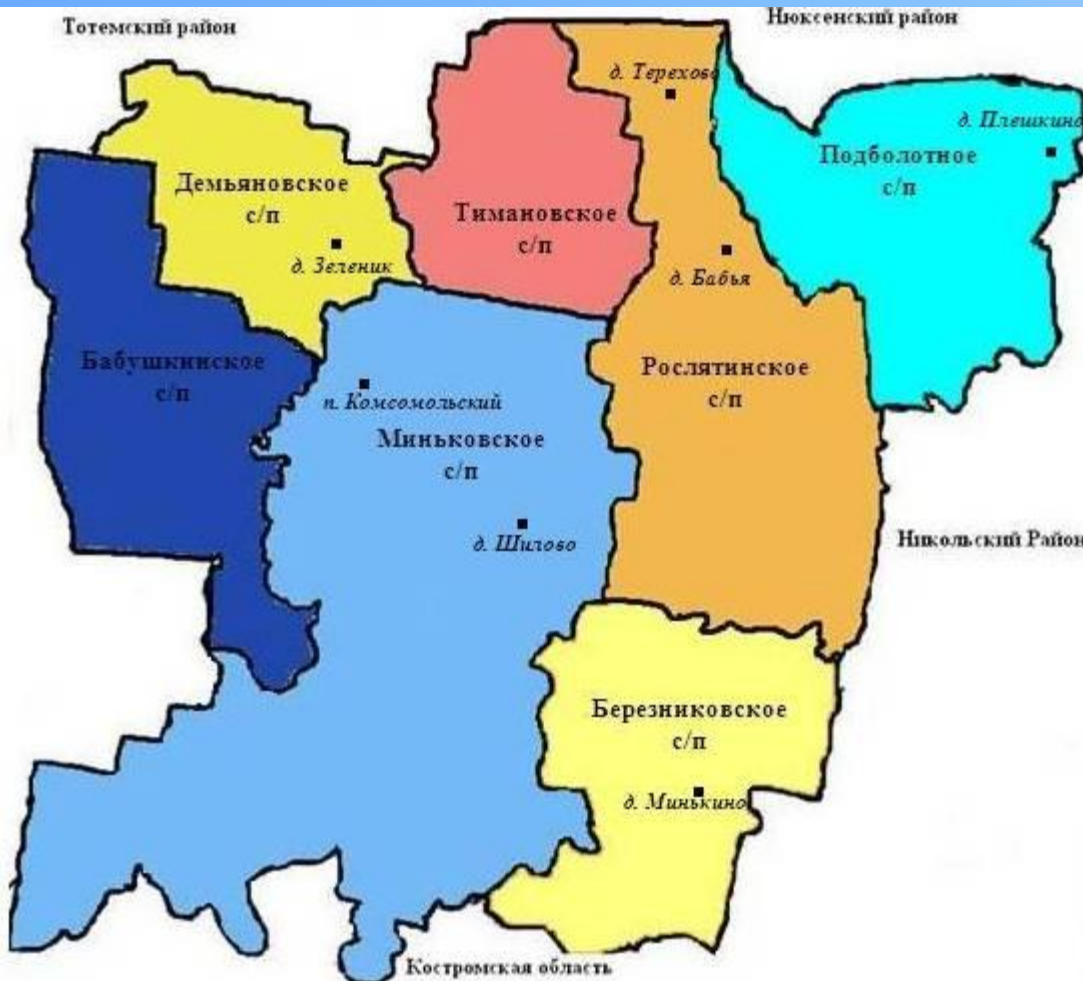 Тотемский район
Нюксенский район
д. Терехово
д. Плешкино
Подболотное
с/п
Демьяновское
с/п
Тимановское
с/п
д. Зеленик
д. Бабья
Бабушкинское
с/п
Рослятинское
с/п
п. Комсомольский
Миньковское
с/п
д. Шилово
Никольский Район
Березниковское
с/п
д. Минькино
Костромская область